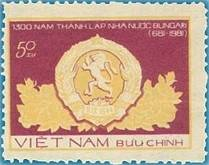 1300 NĂM THÀNH LẬP NHÀ NƯỚC BUNGARI
(681-1981)
50 XU
VIỆT NAM BƯU CHÍNH